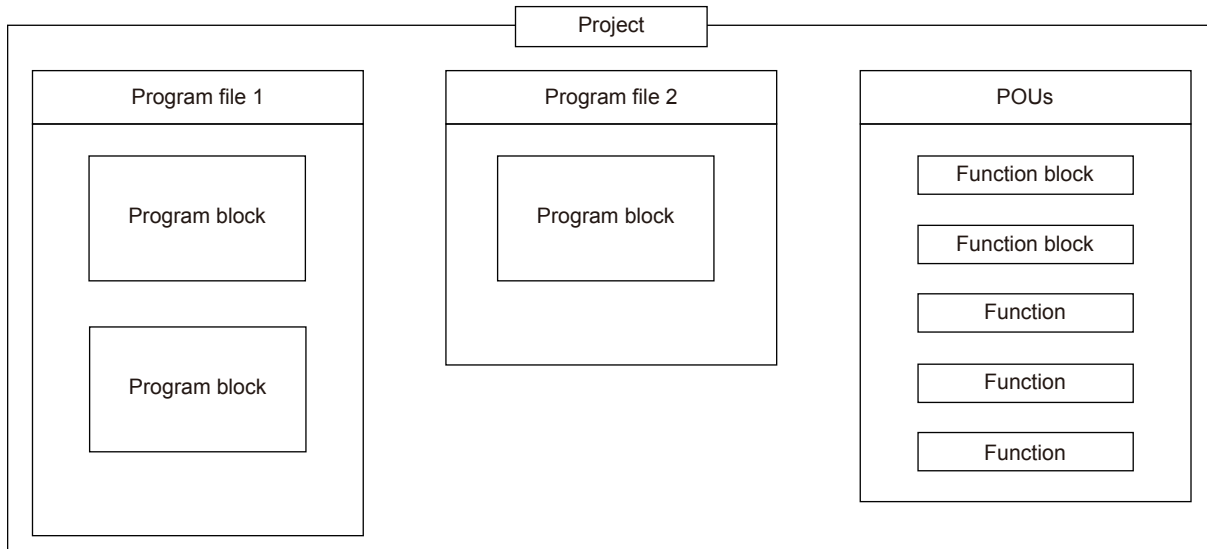 Project
Program file 1
Program block
Program block
Program file 2
Program block
POUs
Function block
Function block
Function
Function
Function